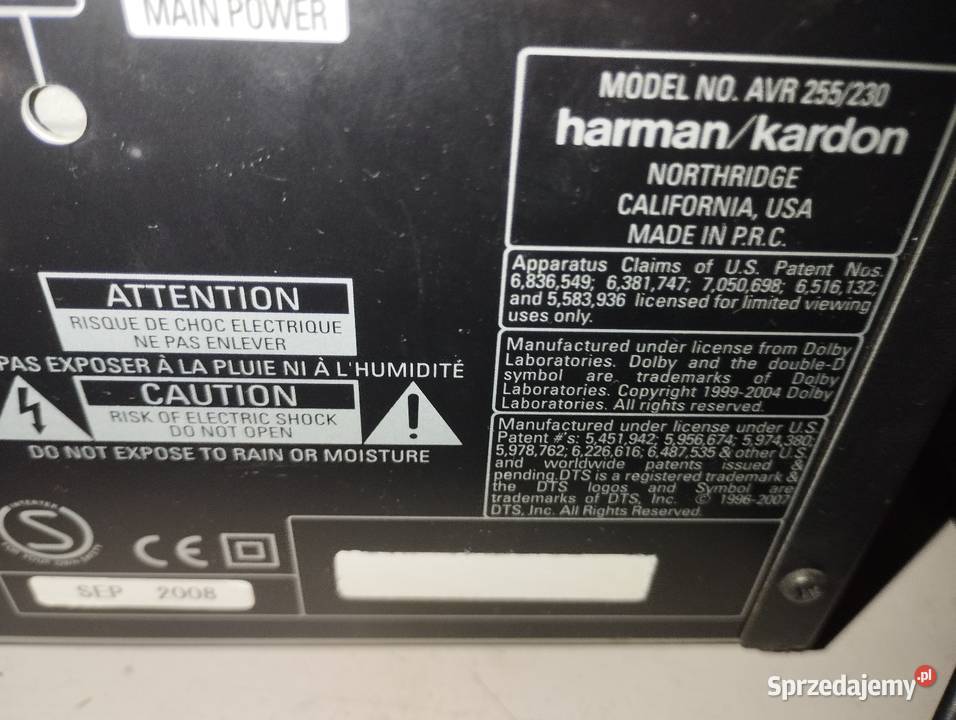 MAIN POWER
MODEL NO. AVR 255/230
harman/kardon
NORTHRIDGE
CALIFORNIA, USA
MADE IN P.R.C.
Apparatus Claims of U.S. Patent Nos.
6,836,549; 6,381,747; 7,050,698; 6,516,132;
and 5,583,936 licensed for limited viewing
uses only.
Manufactured under license from Dolby
Laboratories. Dolby and the double-D
symbol are trademarks of Dolby
Laboratories. Copyright 1999-2004 Dolby
Laboratories. All rights reserved.
Manufactured under license under U.S.
Patent #'s: 5,451,942; 5,956,674; 5,974,380;
5,978,762; 6,226,616; 6,487,535 & other U.S.
and worldwide patents issued &
pending.DTS is a registered trademark &
the DTS logos and Symbol are
trademarks of DTS, Inc. © 1996-2007
DTS, Inc. All Rights Reserved.
ATTENTION
RISQUE DE CHOC ELECTRIQUE
NE PAS ENLEVER
PAS EXPOSER À LA PLUIE NI À L'HUMIDITÉ
CAUTION
RISK OF ELECTRIC SHOCK
DO NOT OPEN
DO NOT EXPOSE TO RAIN OR MOISTURE
INTERTEK
S
CE
SEP 2008
Sprzedajemy.pl